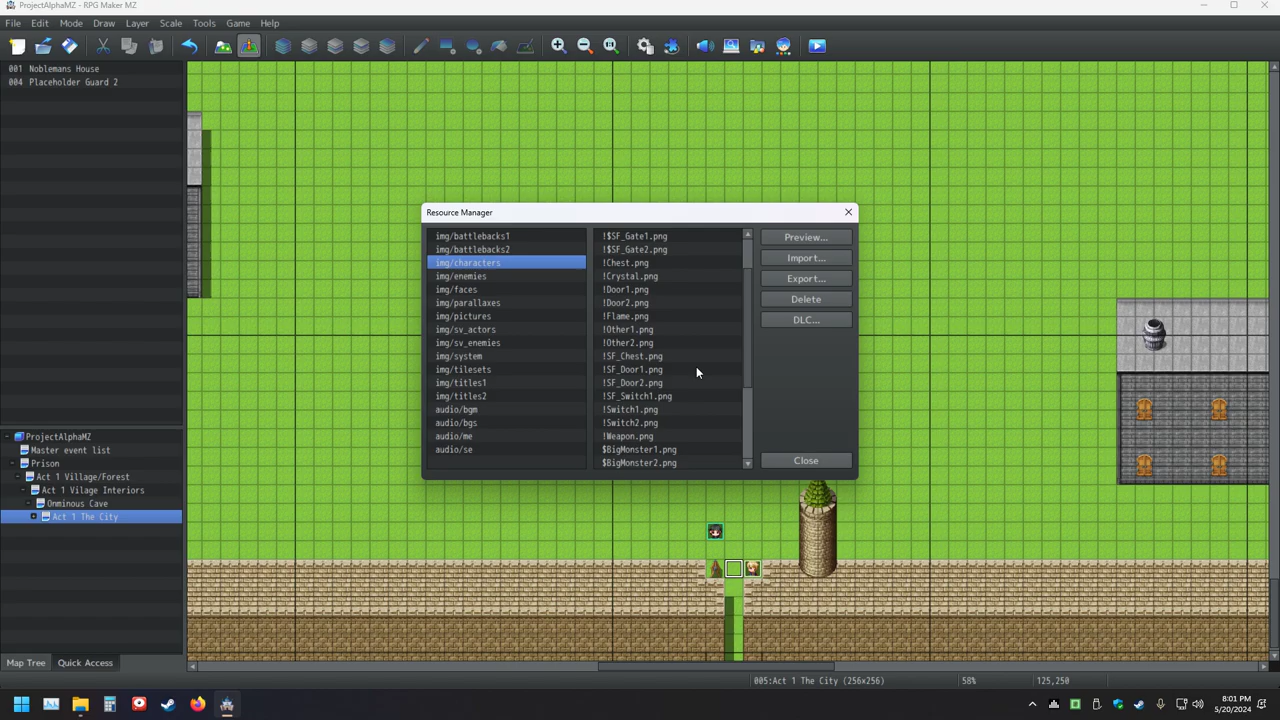 ProjectAlphaMZ - RPG Maker MZ
File Edit Mode Draw Layer Scale Tools Game Help
001 Noblemans House
004 Placeholder Guard 2
Resource Manager
img/battlebacks1
img/battlebacks2
img/characters
img/enemies
img/faces
img/parallaxes
img/pictures
img/sv_actors
img/sv_enemies
img/system
img/tilesets
img/titles1
img/titles2
audio/bgm
audio/bgs
audio/me
audio/se
!$SF_Gate1.png
!$SF_Gate2.png
!Chest.png
!Crystal.png
!Door1.png
!Door2.png
!Flame.png
!Other1.png
!Other2.png
!SF_Chest.png
!SF_Door1.png
!SF_Door2.png
!SF_Switch1.png
!Switch1.png
!Switch2.png
!Weapon.png
$BigMonster1.png
$BigMonster2.png
Preview...
Import...
Export...
Delete
DLC...
Close
ProjectAlphaMZ
Master event list
Prison
Act 1 Village/Forest
Act 1 Vilage Interiors
Onminous Cave
Act 1 The City
Map Tree Quick Access
005:Act 1 The City (256x256) 58% 125,250
8:01 PM
5/20/2024